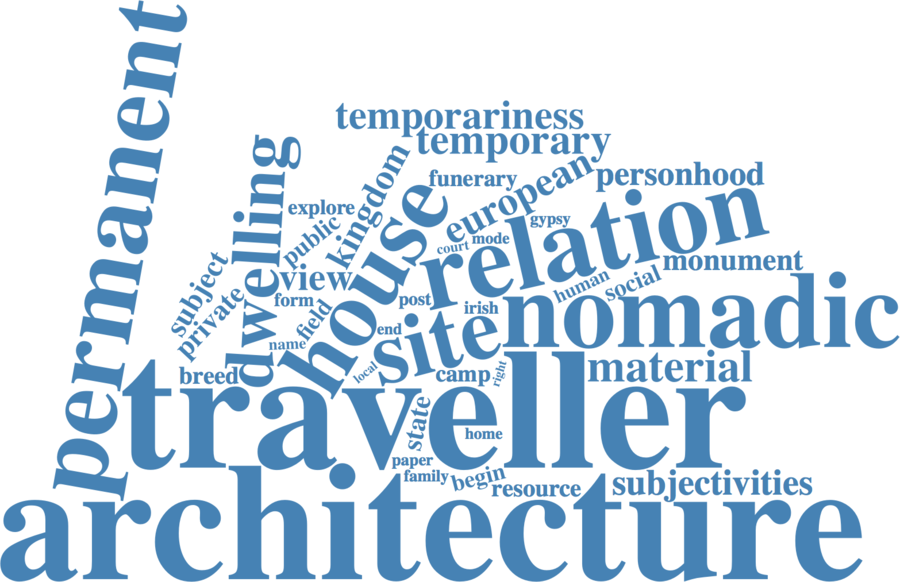 permanent
temporariness
temporary
dwelling
kingdom
funerary
european
personhood
explore
public
house
gypsy
relation
court
mode
subject
view
monument
private
form
field
post
human
social
irish
nomadic
name
end
site
breed
local
camp
right
material
traveller
state
home
paper
family
begin
resource
subjectivities
architecture